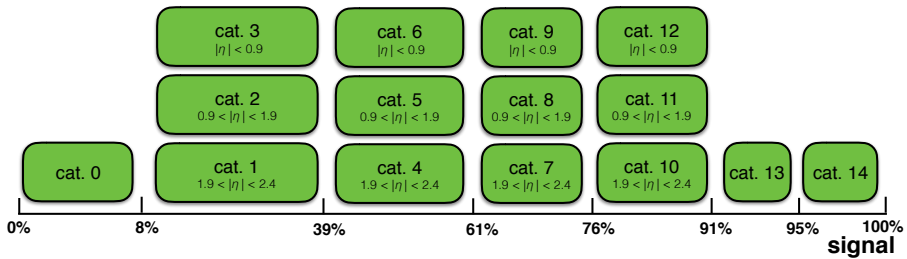 cat. 3
|η| < 0.9
cat. 6
|η| < 0.9
cat. 9
|η| < 0.9
cat. 12
|η| < 0.9
cat. 2
0.9 < |η| < 1.9
cat. 5
0.9 < |η| < 1.9
cat. 8
0.9 < |η| < 1.9
cat. 11
0.9 < |η| < 1.9
cat. 0
cat. 1
1.9 < |η| < 2.4
cat. 4
1.9 < |η| < 2.4
cat. 7
1.9 < |η| < 2.4
cat. 10
1.9 < |η| < 2.4
cat. 13
cat. 14
0% 8% 39% 61% 76% 91% 95% 100%
signal